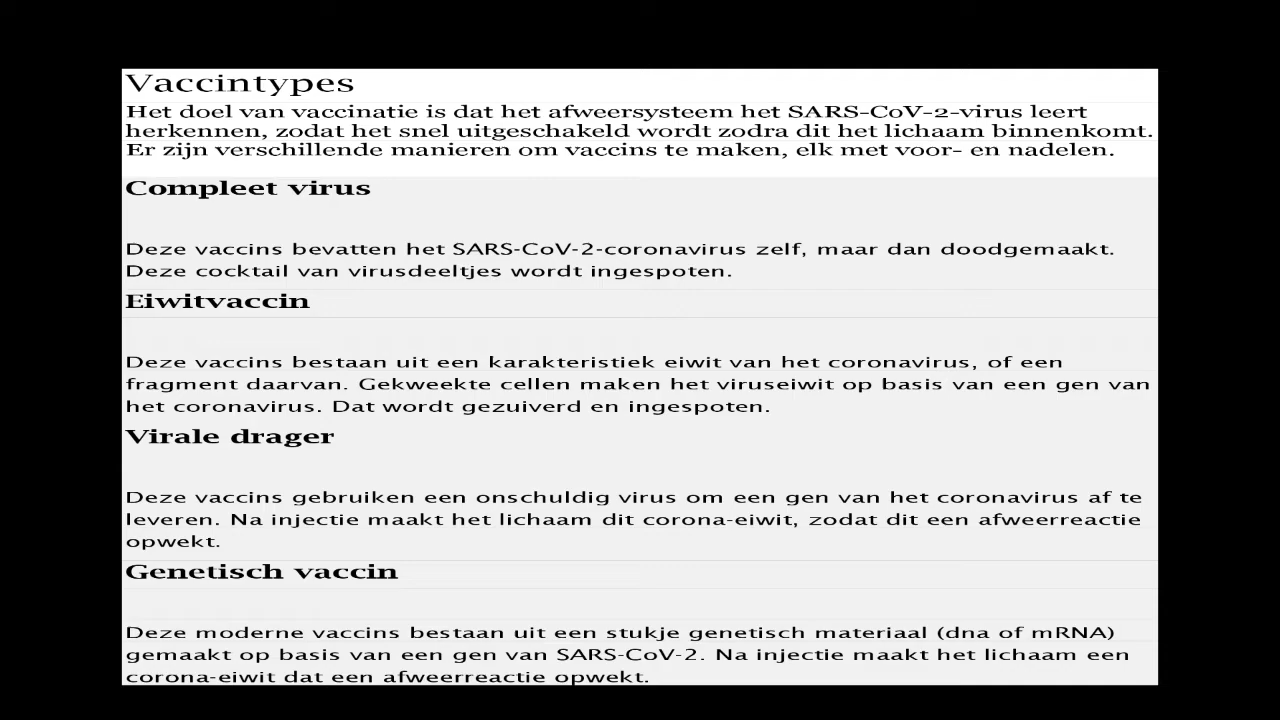 Vaccintypes
Het doel van vaccinatie is dat het afweersysteem het SARS-CoV-2-virus leert
herkennen, zodat het snel uitgeschakeld wordt zodra dit het lichaam binnenkomt.
Er zijn verschillende manieren om vaccins te maken, elk met voor- en nadelen.
Compleet virus
Deze vaccins bevatten het SARS-CoV-2-coronavirus zelf, maar dan doodgemaakt.
Deze cocktail van virusdeeltjes wordt ingespoten.
Eiwitvaccin
Deze vaccins bestaan uit een karakteristiek eiwit van het coronavirus, of een
fragment daarvan. Gekweekte cellen maken het viruseiwit op basis van een gen van
het coronavirus. Dat wordt gezuiverd en ingespoten.
Virale drager
Deze vaccins gebruiken een onschuldig virus om een gen van het coronavirus af te
leveren. Na injectie maakt het lichaam dit corona-eiwit, zodat dit een afweerreactie
opwekt.
Genetisch vaccin
Deze moderne vaccins bestaan uit een stukje genetisch materiaal (dna of mRNA)
gemaakt op basis van een gen van SARS-CoV-2. Na injectie maakt het lichaam een
corona-eiwit dat een afweerreactie opwekt.